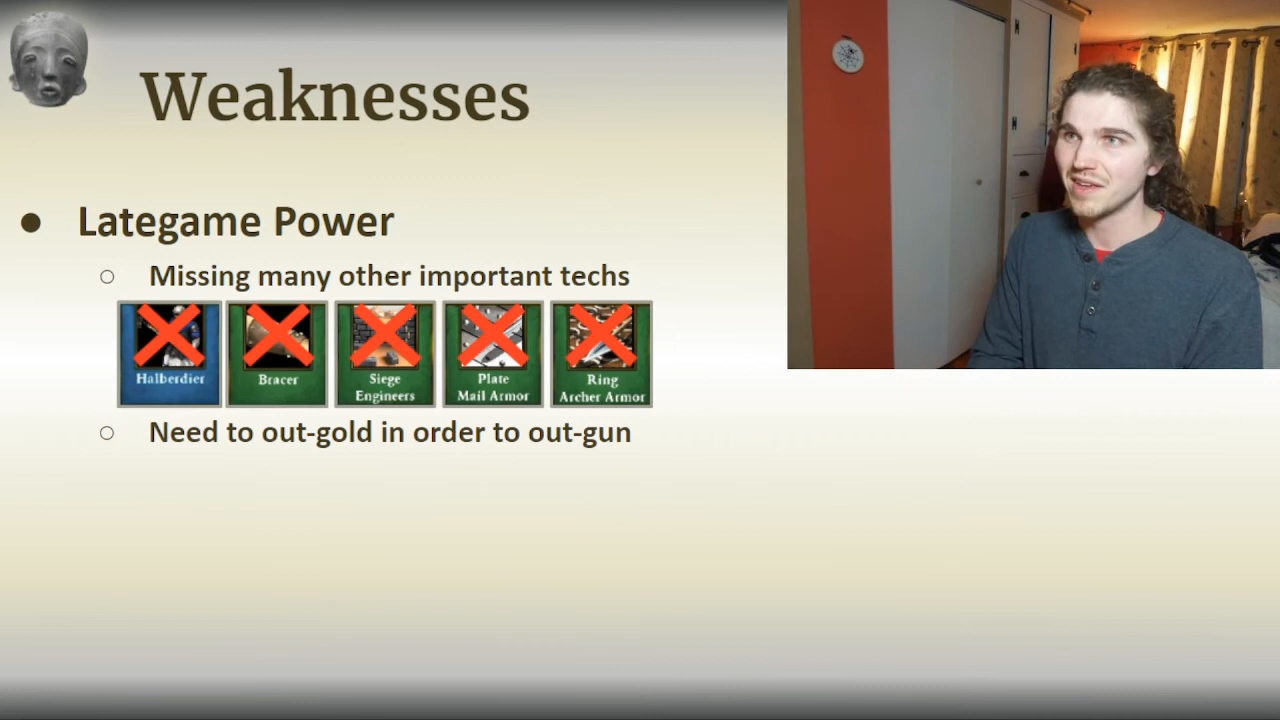 Weaknesses
● Lategame Power
○ Missing many other important techs
Halberdier
Bracer
Siege
Engineers
Plate
Mail Armor
Ring
Archer Armor
○ Need to out-gold in order to out-gun